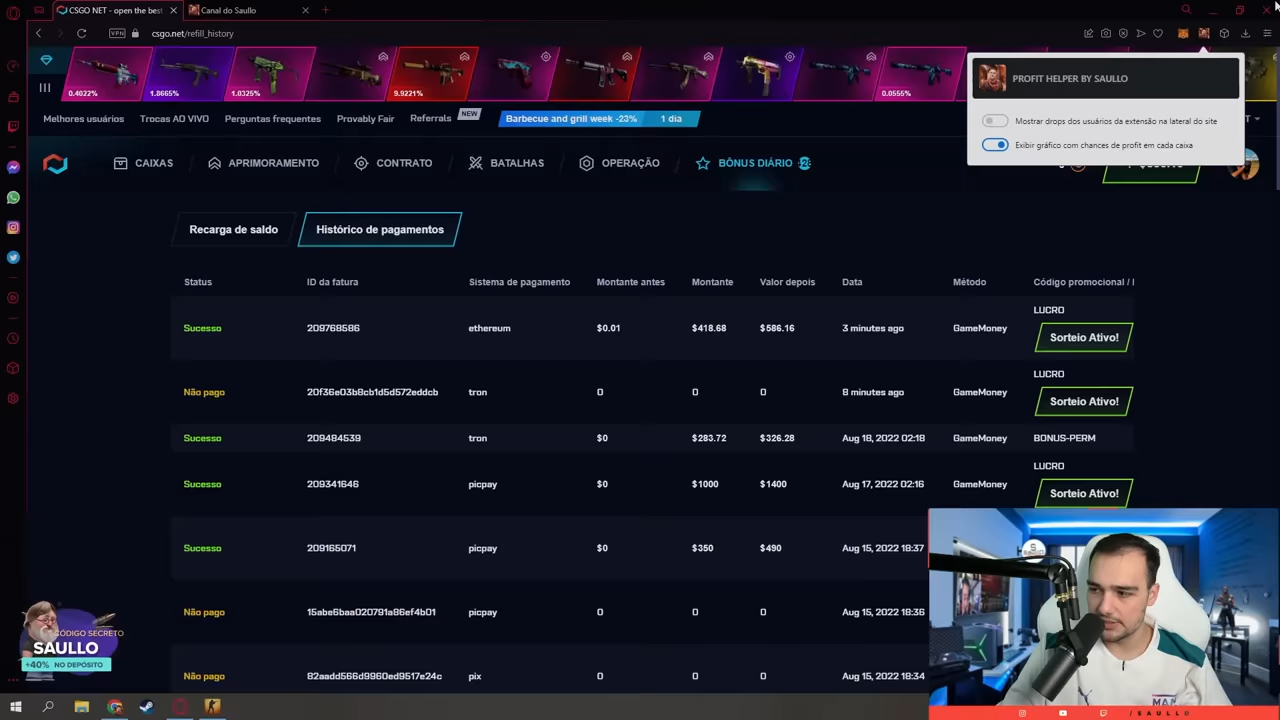 CSGO NET - open the best
Canal do Saullo
VPN
csgo.net/refill_history
0.4022%
1.8665%
1.0325%
9.9221%
0.0555%
PROFIT HELPER BY SAULLO
Mostrar drops dos usuários da extensão na lateral do site
Exibir gráfico com chances de profit em cada caixa
Melhores usuários
Trocas AO VIVO
Perguntas frequentes
Provably Fair
Referrals
NEW
Barbecue and grill week -23%
1 dia
CAIXAS
APRIMORAMENTO
CONTRATO
BATALHAS
OPERAÇÃO
BÔNUS DIÁRIO
Recarga de saldo
Histórico de pagamentos
Status ID da fatura Sistema de pagamento Montante antes Montante Valor depois Data Método Código promocional / I
LUCRO
Sucesso 209768586 ethereum $0.01 $418.68 $586.16 3 minutes ago GameMoney Sorteio Ativo!
LUCRO
Não pago 20f36e03b8cb1d5d572eddcb tron 0 0 0 8 minutes ago GameMoney Sorteio Ativo!
Sucesso 209484539 tron $0 $283.72 $326.28 Aug 18, 2022 02:18 GameMoney BONUS-PERM
LUCRO
Sucesso 209341646 picpay $0 $1000 $1400 Aug 17, 2022 02:16 GameMoney Sorteio Ativo!
Sucesso 209165071 picpay $0 $350 $490 Aug 15, 2022 18:37
Não pago 15abe6baa020791a86ef4b01 picpay 0 0 0 Aug 15, 2022 18:36
Não pago 82aadd566d9960ed9517e24c pix 0 0 0 Aug 15, 2022 18:34
CÓDIGO SECRETO
SAULLO
+40% NO DEPÓSITO
/SAULLO